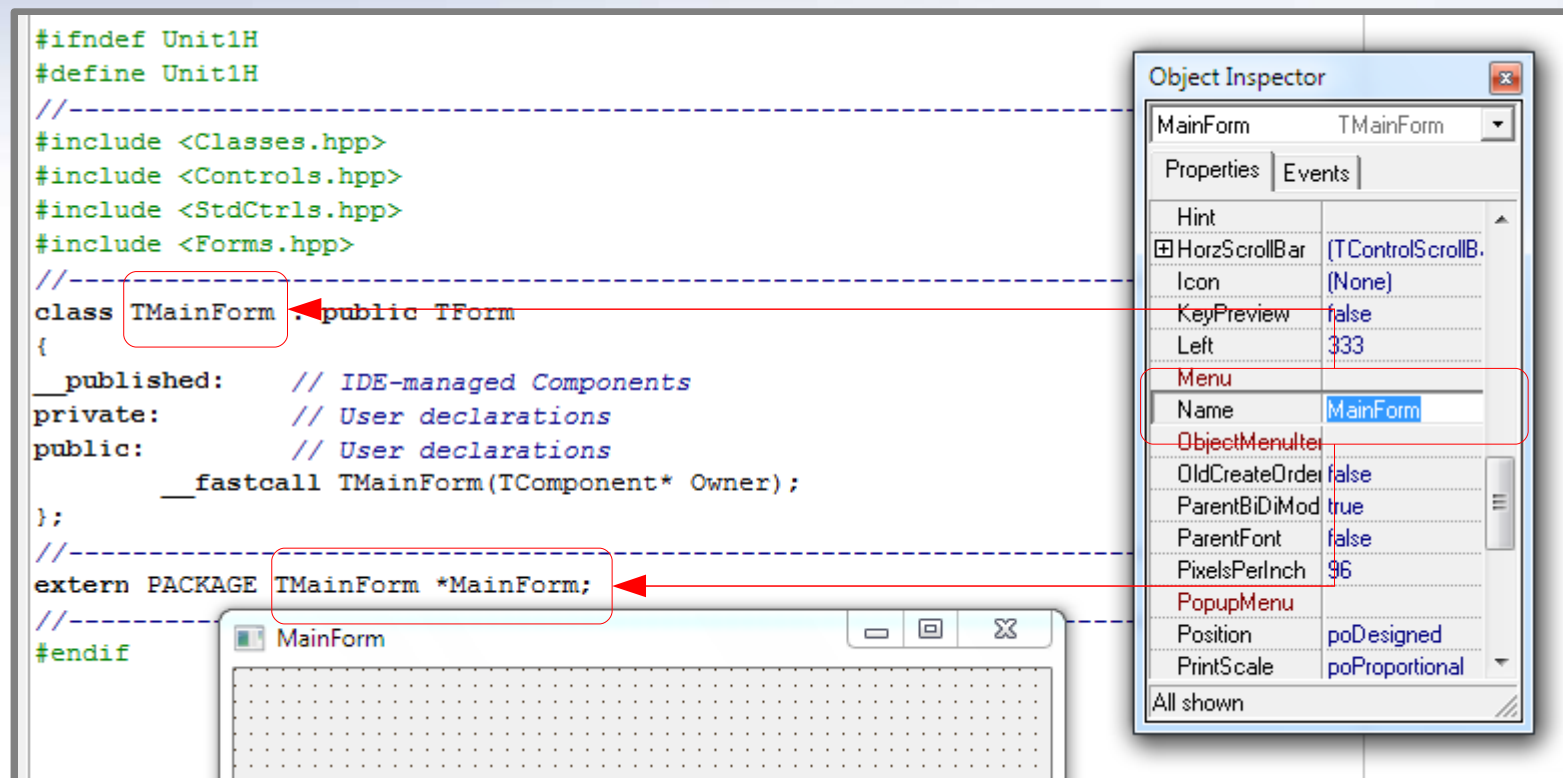 #ifndef Unit1H
#define Unit1H
//------------------------------------------------------------------
#include <Classes.hpp>
#include <Controls.hpp>
#include <StdCtrls.hpp>
#include <Forms.hpp>
//------------------------------------------------------------------
class TMainForm : public TForm
{
__published:    // IDE-managed Components
private:        // User declarations
public:         // User declarations
        __fastcall TMainForm(TComponent* Owner);
};
//------------------------------------------------------------------
extern PACKAGE TMainForm *MainForm;
//------------------------------------------------------------------
#endif
MainForm
Object Inspector
MainForm TMainForm
Properties Events
Hint
HorzScrollBar (TControlScrollB
Icon (None)
KeyPreview false
Left 333
Menu
Name MainForm
ObjectMenuIte
OldCreateOrde false
ParentBiDiMod true
ParentFont false
PixelsPerInch 96
PopupMenu
Position poDesigned
PrintScale poProportional
All shown